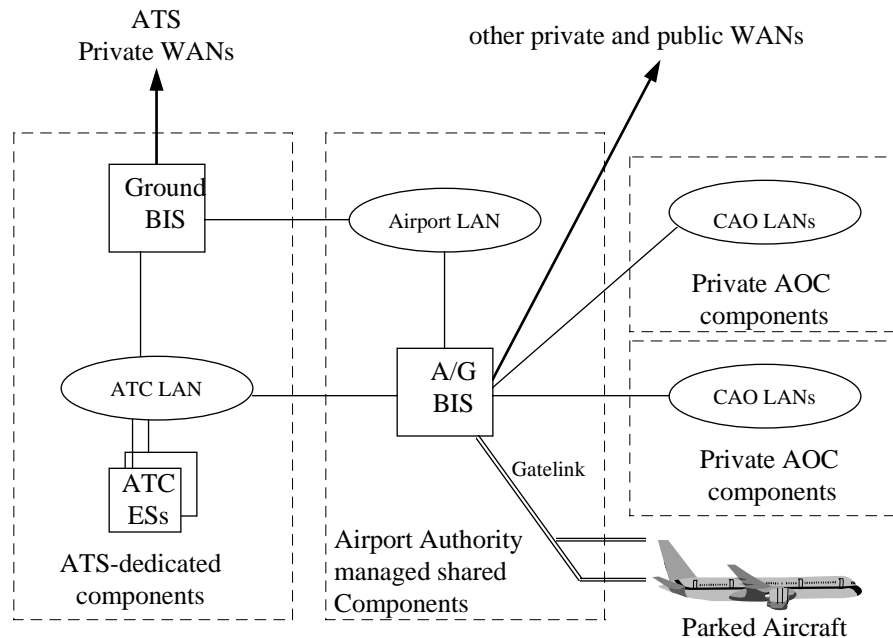 ATS
Private WANs
other private and public WANs
Ground
BIS
Airport LAN
CAO LANs
Private AOC
components
ATC LAN
A/G
BIS
CAO LANs
Private AOC
components
Gatelink
ATC
ESs
ATS-dedicated
components
Airport Authority
managed shared
Components
Parked Aircraft